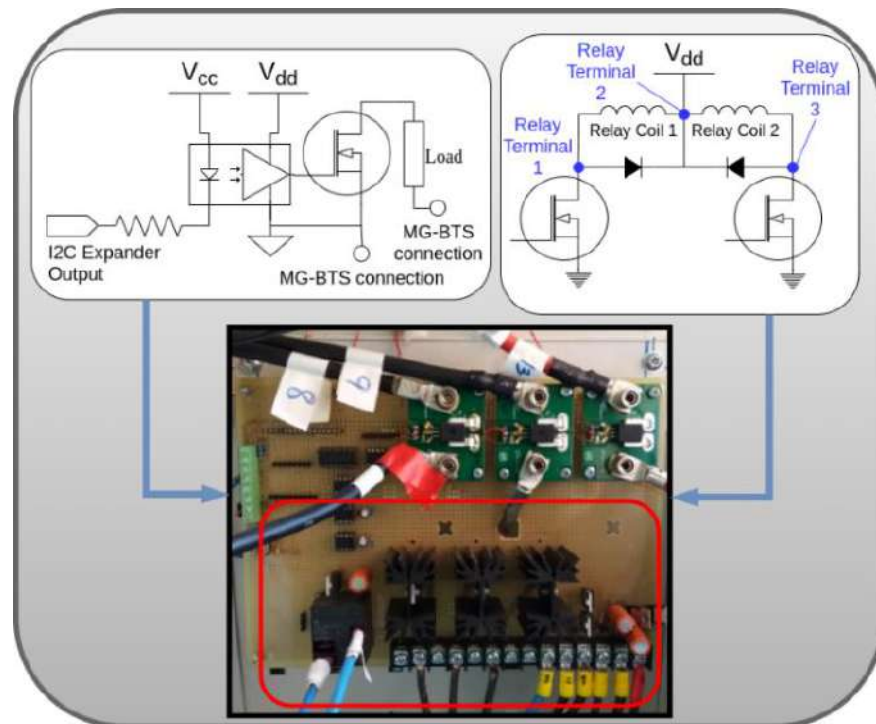 Vcc
Vdd
Load
I2C Expander
Output
MG-BTS
connection
MG-BTS connection
Relay
Terminal
2
Vdd
Relay
Terminal
3
Relay
Terminal
1
Relay Coil 1
Relay Coil 2
8
9
13